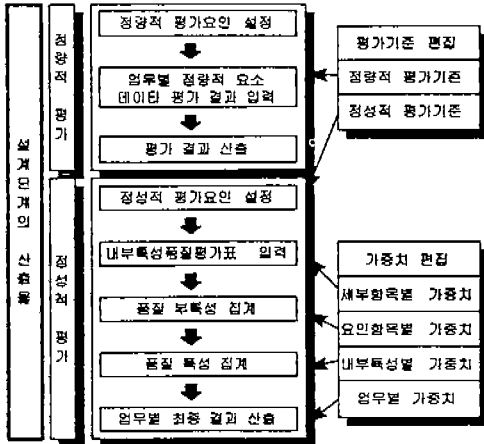 설계단계의 산출물
정량적 평가
정량적 평가요인 설정
업무별 정량적 요소
데이타 평가 결과 입력
평가 결과 산출
정성적 평가
정성적 평가요인 설정
내부특성품질평가표 입력
품질 부특성 집계
품질 특성 집계
업무별 최종 결과 산출
평가기준 편집
정량적 평가기준
정성적 평가기준
가중치 편집
세부항목별 가중치
요인항목별 가중치
내부특성별 가중치
업무별 가중치